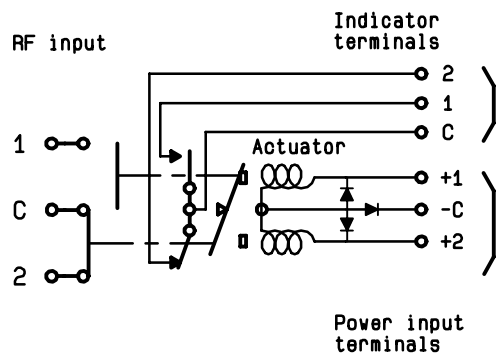 Indicator
terminals
RF input
2
1
C
Actuator
1
+1
C
-C
2
+2
Power input
terminals